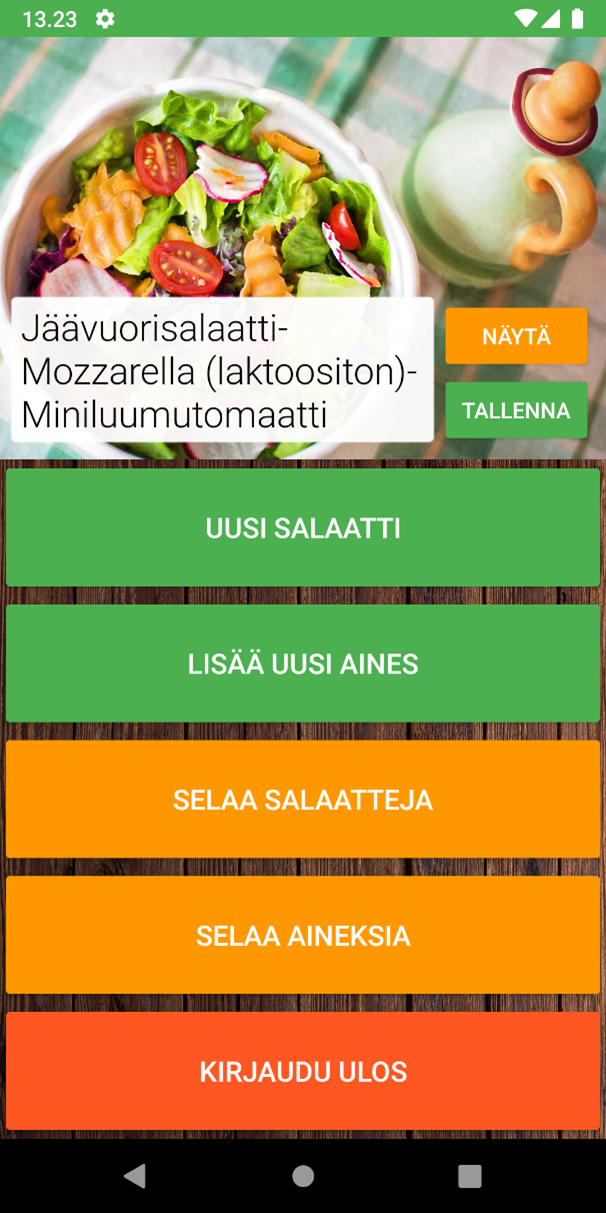 13.23
Jäävuorisalaatti-
Mozzarella (laktoositon)-
Miniluumutomaatti
NÄYTÄ
TALLENNA
UUSI SALAATTI
LISÄÄ UUSI AINES
SELAA SALAATTEJA
SELAA AINEKSIA
KIRJAUDU ULOS